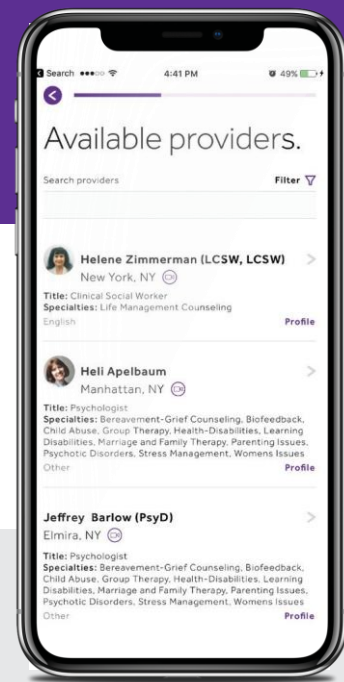 Search 4:41 PM 49%
Available providers.
Search providers Filter
Helene Zimmerman (LCSW, LCSW)
New York, NY
Title: Clinical Social Worker
Specialties: Life Management Counseling
English Profile
Heli Apelbaum
Manhattan, NY
Title: Psychologist
Specialties: Bereavement-Grief Counseling, Biofeedback,
Child Abuse, Group Therapy, Health-Disabilities, Learning
Disabilities, Marriage and Family Therapy, Parenting Issues,
Psychotic Disorders, Stress Management, Womens Issues
Other Profile
Jeffrey Barlow (PsyD)
Elmira, NY
Title: Psychologist
Specialties: Bereavement-Grief Counseling, Biofeedback,
Child Abuse, Group Therapy, Health-Disabilities, Learning
Disabilities, Marriage and Family Therapy, Parenting Issues,
Psychotic Disorders, Stress Management, Womens Issues
Other Profile